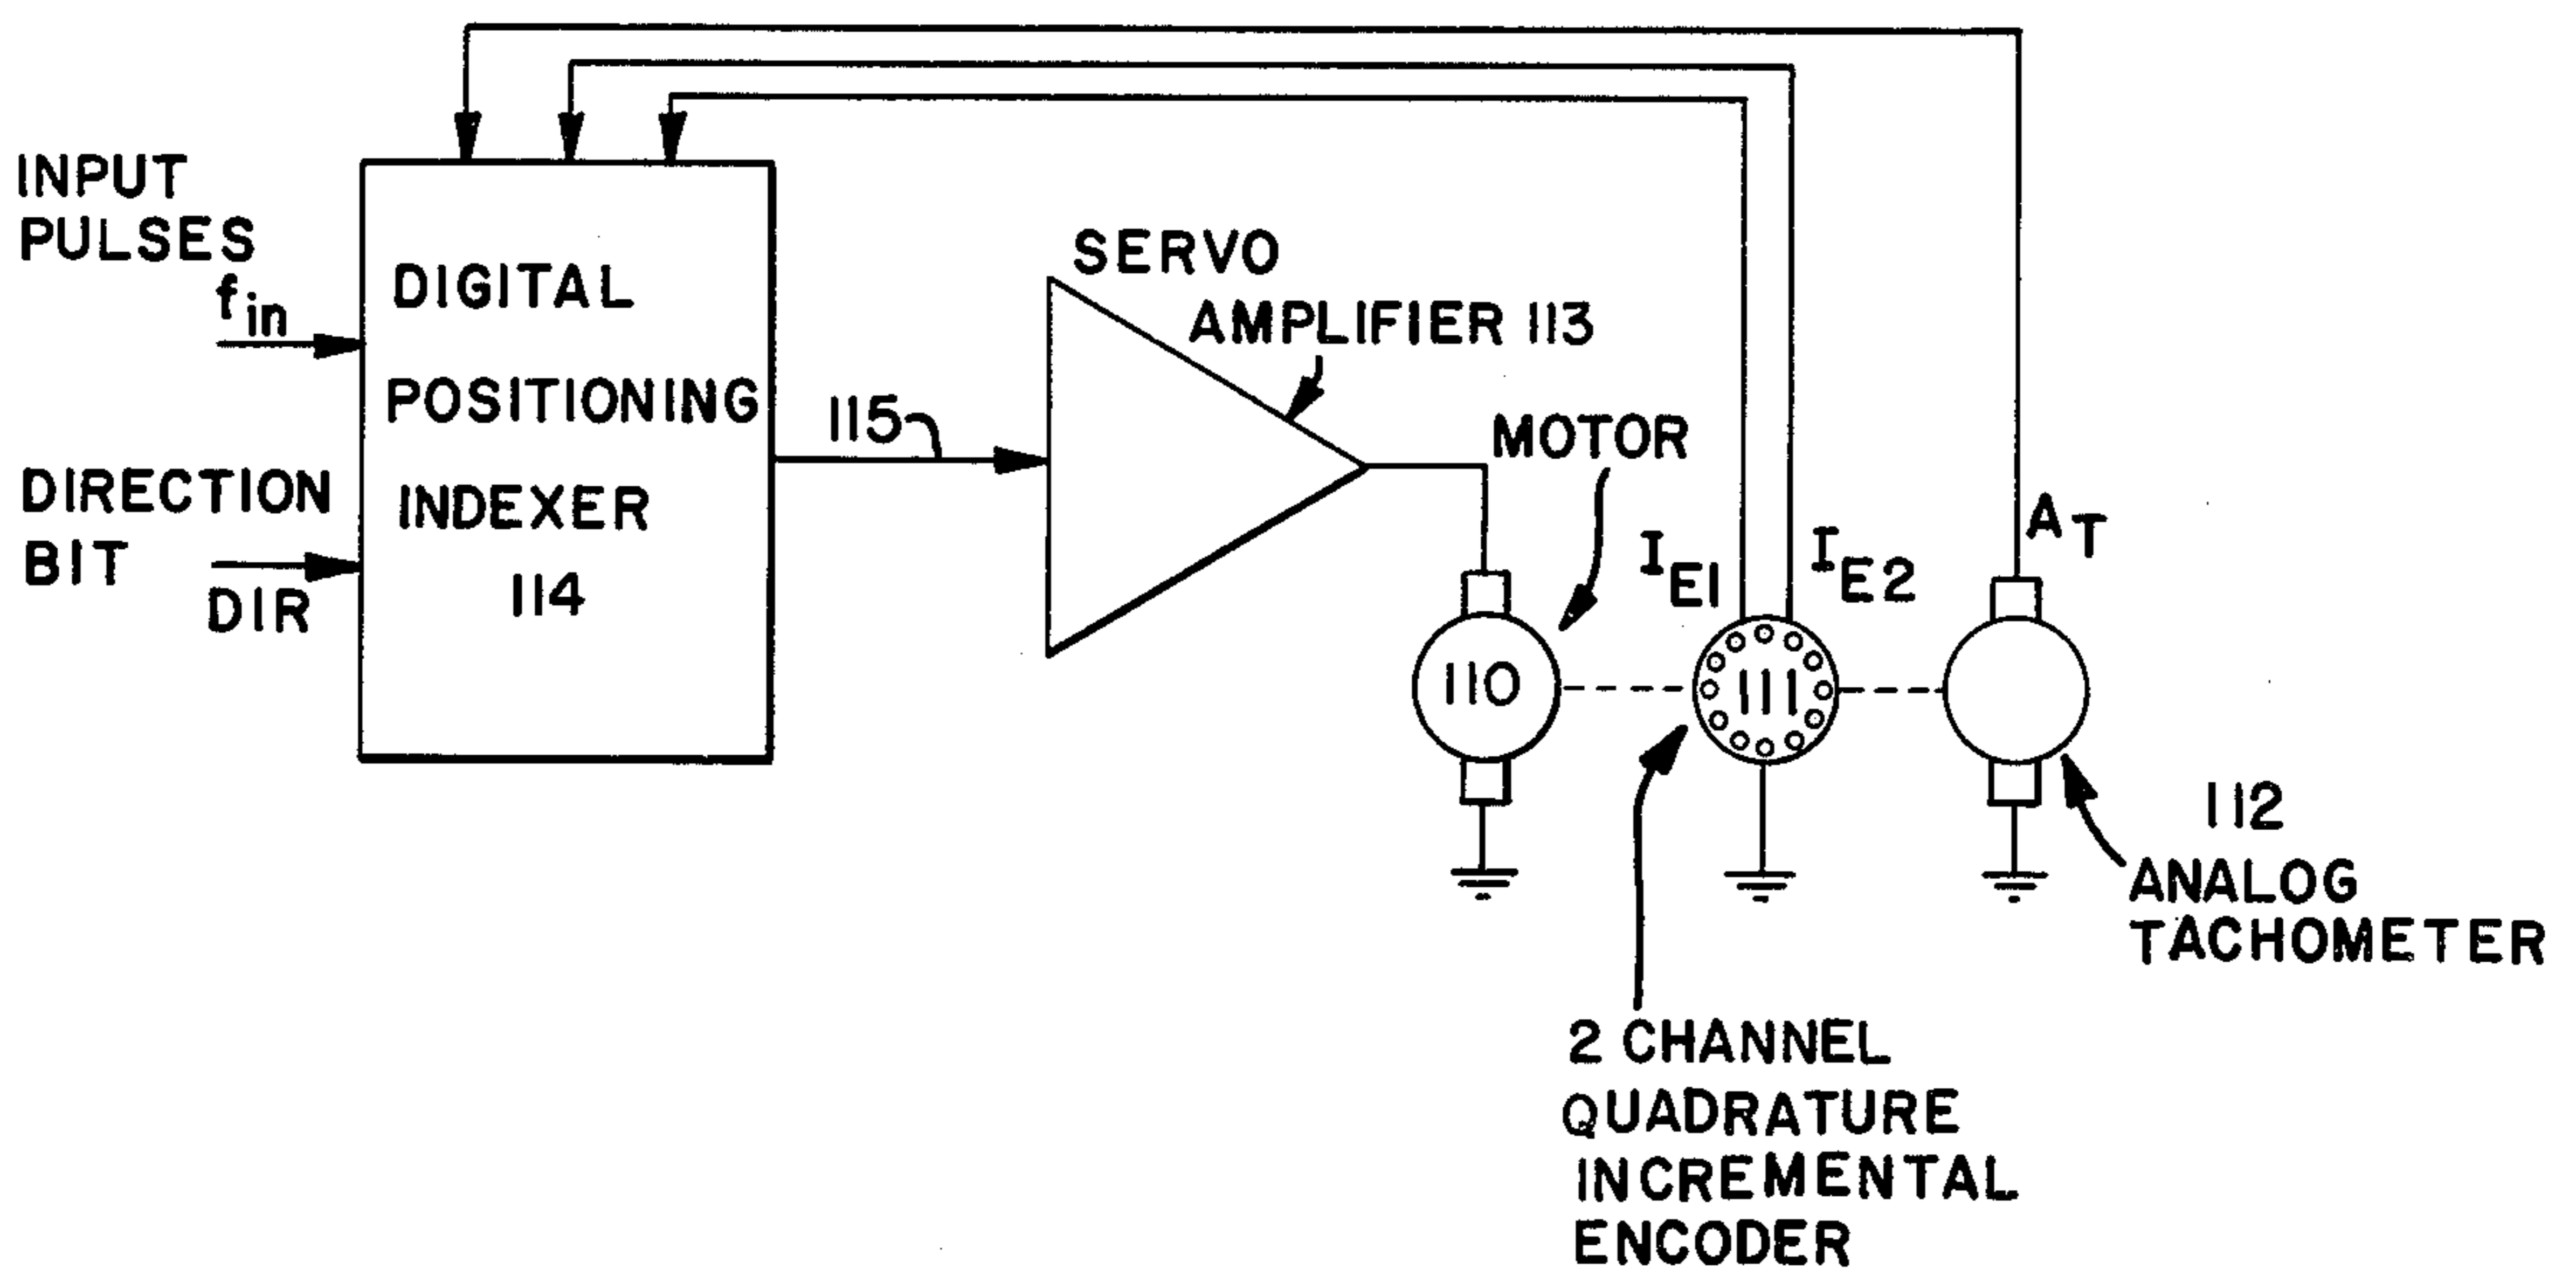 INPUT
PULSES
fin
DIRECTION
BIT
DIR
DIGITAL
POSITIONING
INDEXER
114
115
SERVO
AMPLIFIER 113
MOTOR
110
IE1
IE2
111
AT
112
ANALOG
TACHOMETER
2 CHANNEL
QUADRATURE
INCREMENTAL
ENCODER